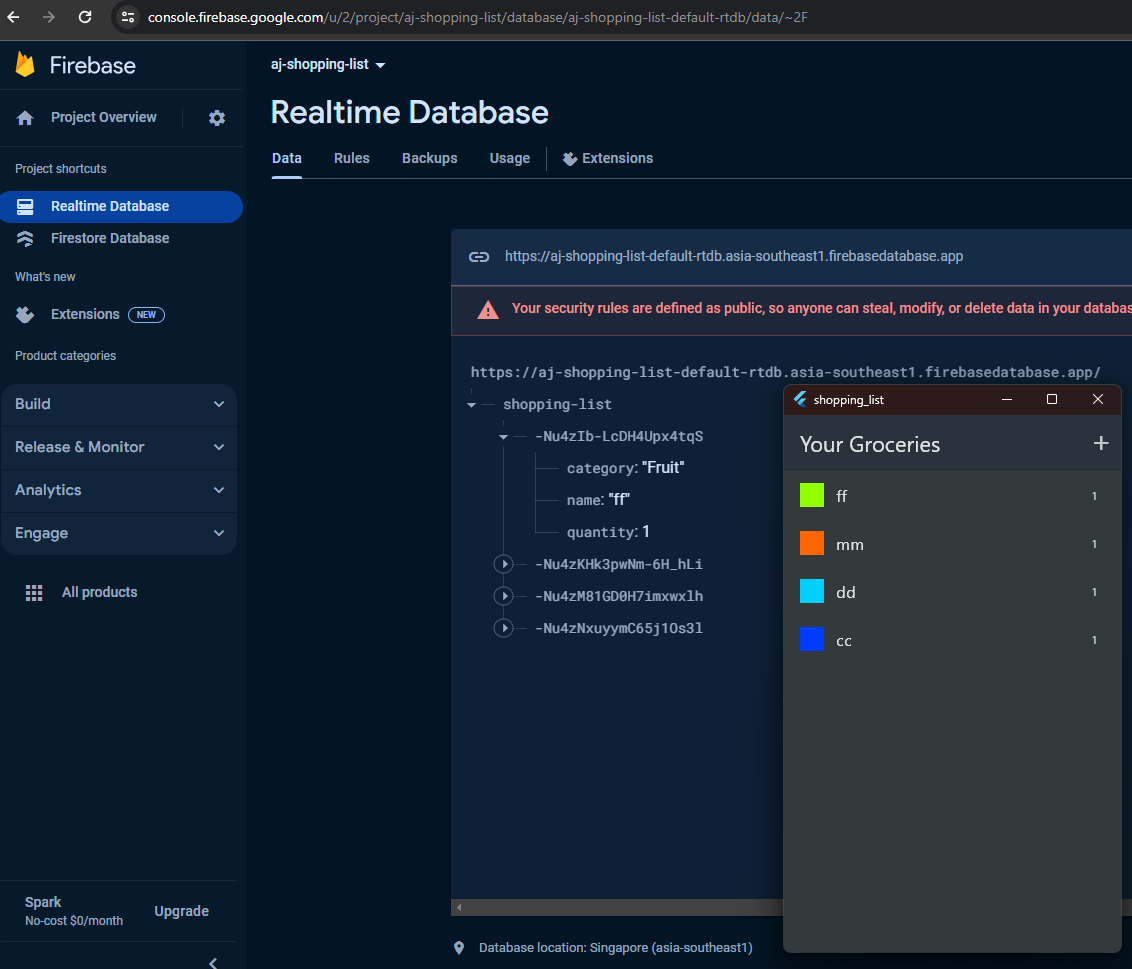 console.firebase.google.com/u/2/project/aj-shopping-list/database/aj-shopping-list-default-rtdb/data/~2F
Firebase
Project Overview
Project shortcuts
Realtime Database
Firestore Database
What's new
Extensions NEW
Product categories
Build
Release & Monitor
Analytics
Engage
All products
Spark
No-cost $0/month
Upgrade
aj-shopping-list
Realtime Database
Data Rules Backups Usage Extensions
https://aj-shopping-list-default-rtdb.asia-southeast1.firebasedatabase.app
Your security rules are defined as public, so anyone can steal, modify, or delete data in your databas
https://aj-shopping-list-default-rtdb.asia-southeast1.firebasedatabase.app/
shopping-list
-Nu4zIb-LcDH4Upx4tqS
category: "Fruit"
name: "ff"
quantity: 1
-Nu4zKHk3pwNm-6H_hLi
-Nu4zM81GD0H7imxwxlh
-Nu4zNxuyymC65j1Os3l
Database location: Singapore (asia-southeast1)
shopping_list
Your Groceries +
ff 1
mm 1
dd 1
cc 1